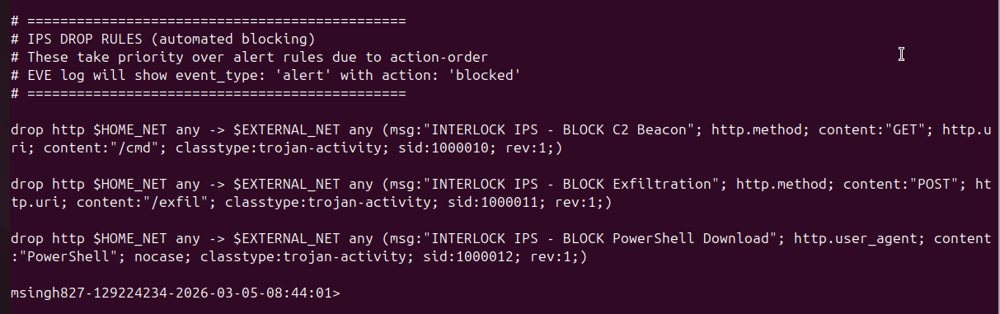 # ==============================================
# IPS DROP RULES (automated blocking)
# These take priority over alert rules due to action-order
# EVE log will show event_type: 'alert' with action: 'blocked'
# ==============================================
drop http $HOME_NET any -> $EXTERNAL_NET any (msg:"INTERLOCK IPS - BLOCK C2 Beacon"; http.method; content:"GET"; http.u
ri; content:"/cmd"; classtype:trojan-activity; sid:1000010; rev:1;)
drop http $HOME_NET any -> $EXTERNAL_NET any (msg:"INTERLOCK IPS - BLOCK Exfiltration"; http.method; content:"POST"; ht
tp.uri; content:"/exfil"; classtype:trojan-activity; sid:1000011; rev:1;)
drop http $HOME_NET any -> $EXTERNAL_NET any (msg:"INTERLOCK IPS - BLOCK PowerShell Download"; http.user_agent; content
:"PowerShell"; nocase; classtype:trojan-activity; sid:1000012; rev:1;)
msingh827-129224234-2026-03-05-08:44:01>